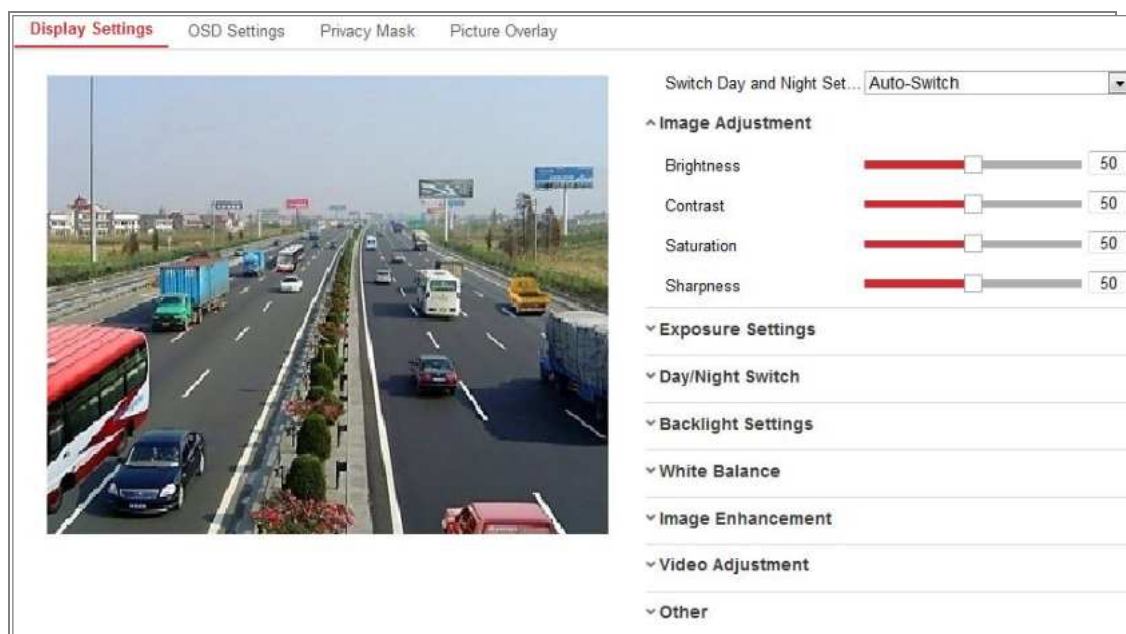 Display Settings OSD Settings Privacy Mask Picture Overlay
Switch Day and Night Set... Auto-Switch
Image Adjustment
Brightness 50
Contrast 50
Saturation 50
Sharpness 50
Exposure Settings
Day/Night Switch
Backlight Settings
White Balance
Image Enhancement
Video Adjustment
Other